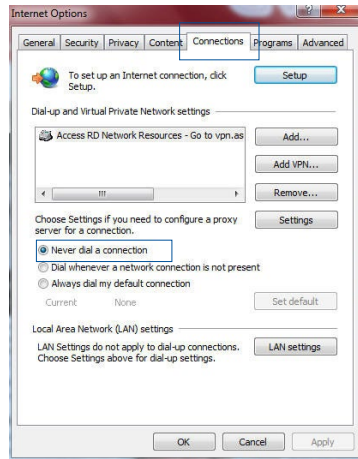 Internet Options
General Security Privacy Content Connections Programs Advanced
To set up an Internet connection, click
Setup.
Setup
Dial-up and Virtual Private Network settings
Access RD Network Resources - Go to vpn.as
Add...
Add VPN...
Remove...
Choose Settings if you need to configure a proxy
server for a connection.
Settings
Never dial a connection
Dial whenever a network connection is not present
Always dial my default connection
Current None
Set default
Local Area Network (LAN) settings
LAN Settings do not apply to dial-up connections.
Choose Settings above for dial-up settings.
LAN settings
OK Cancel Apply